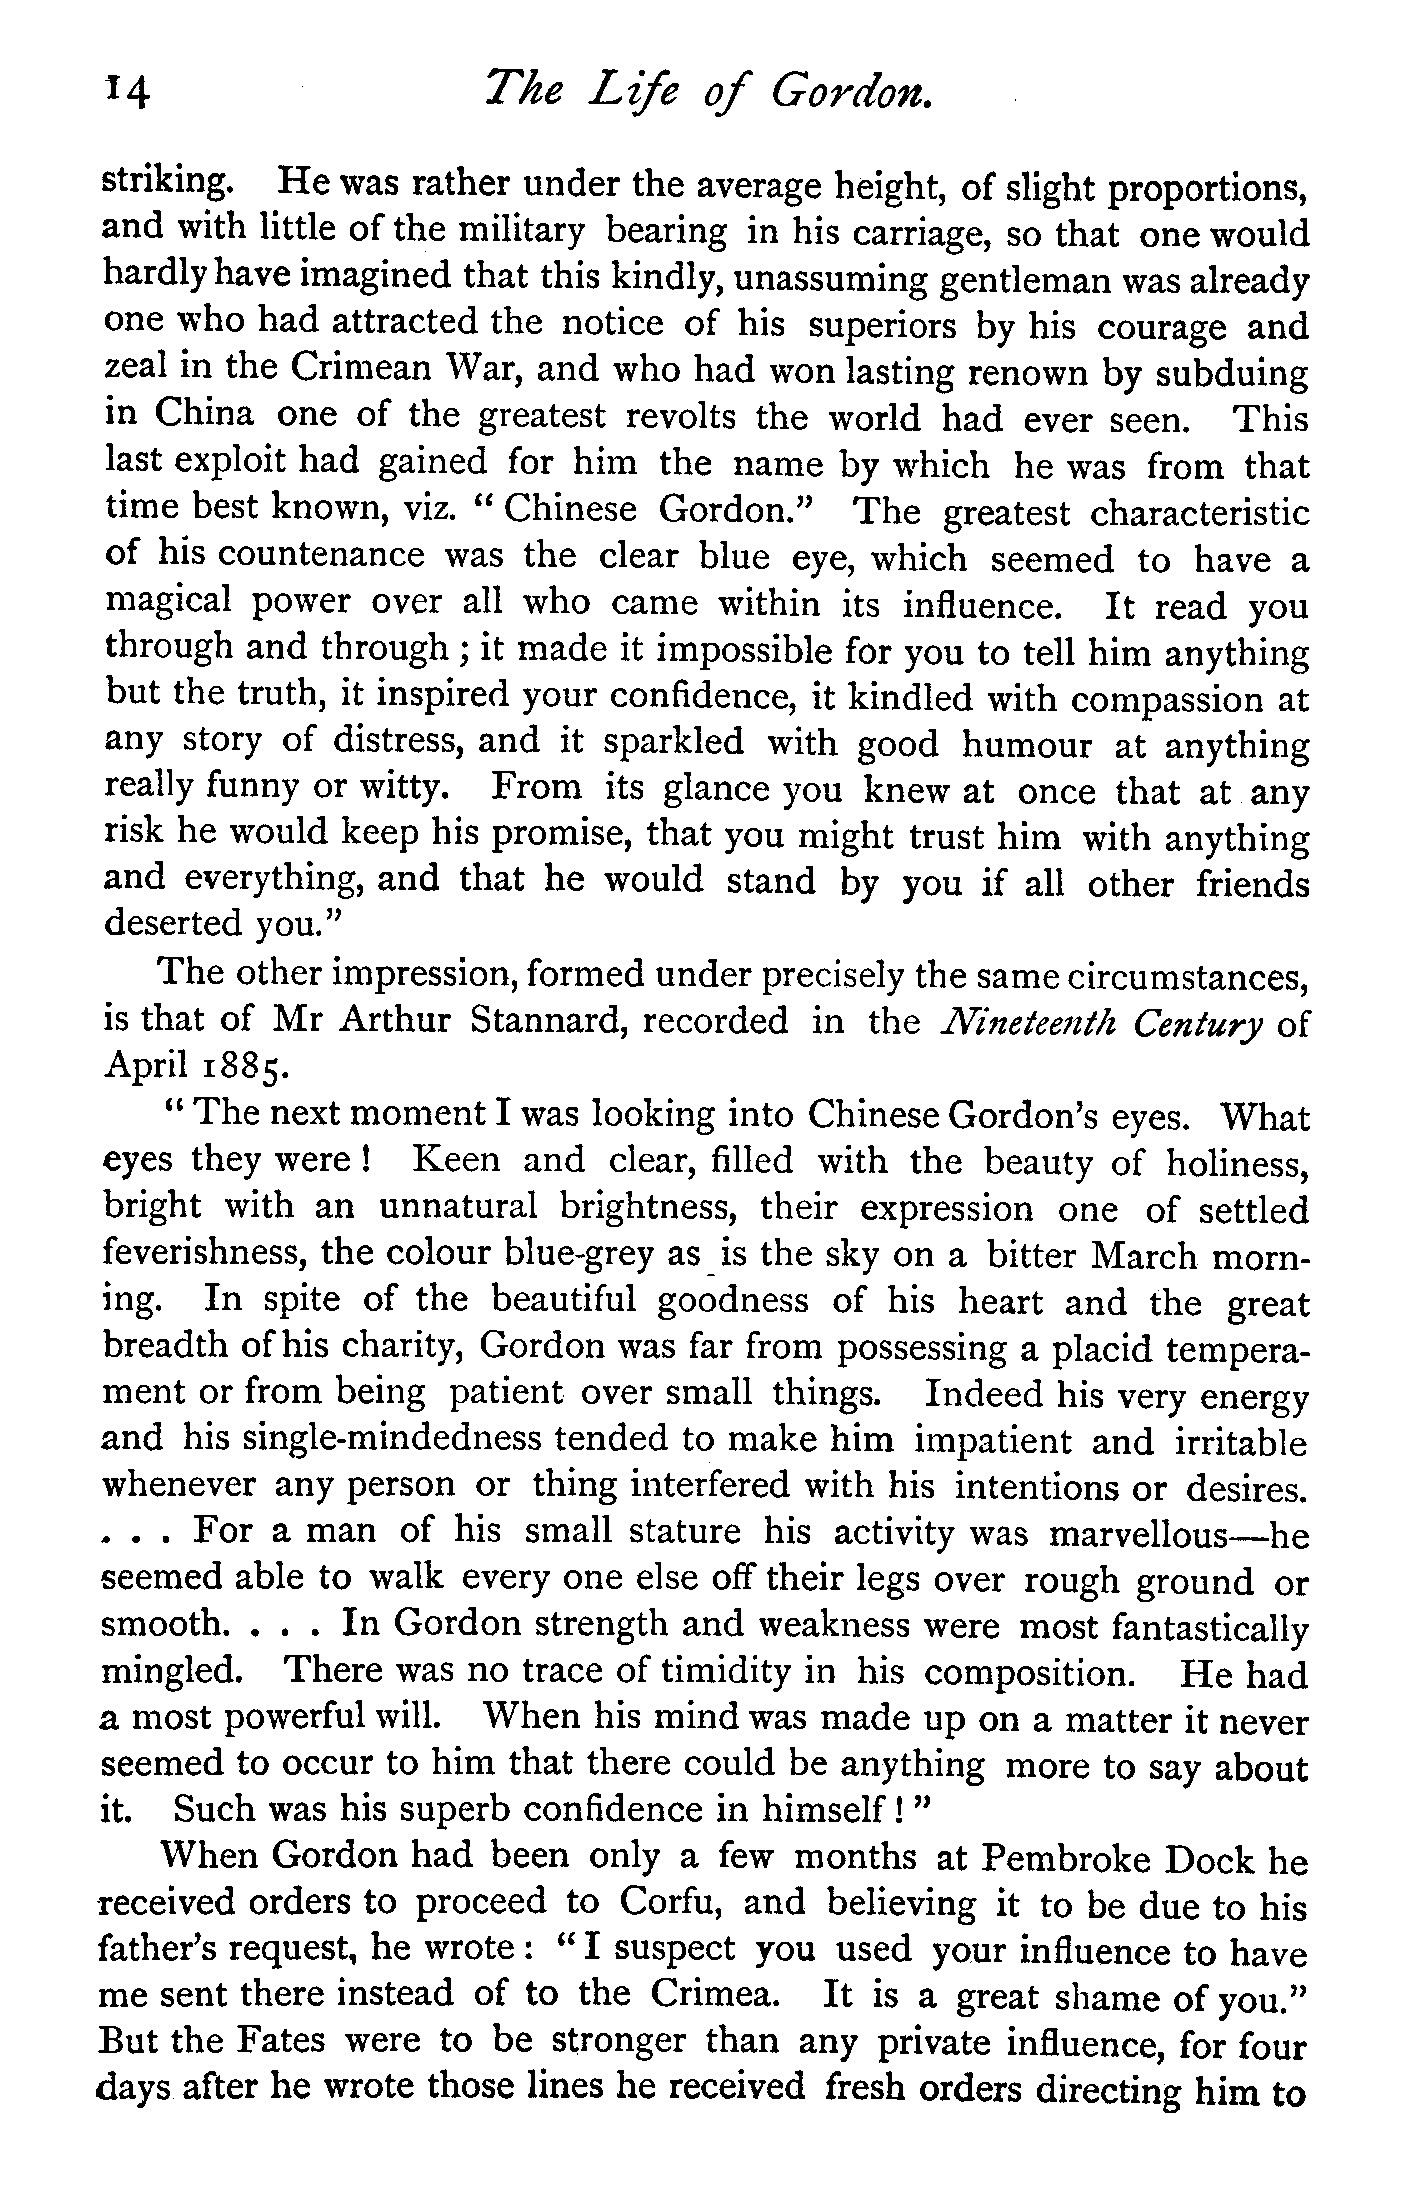 14 The Life of Gordon.
striking. He was rather under the average height, of slight proportions,
and with little of the military bearing in his carriage, so that one would
hardly have imagined that this kindly, unassuming gentleman was already
one who had attracted the notice of his superiors by his courage and
zeal in the Crimean War, and who had won lasting renown by subduing
in China one of the greatest revolts the world had ever seen. This
last exploit had gained for him the name by which he was from that
time best known, viz. “ Chinese Gordon.” The greatest characteristic
of his countenance was the clear blue eye, which seemed to have a
magical power over all who came within its influence. It read you
through and through ; it made it impossible for you to tell him anything
but the truth, it inspired your confidence, it kindled with compassion at
any story of distress, and it sparkled with good humour at anything
really funny or witty. From its glance you knew at once that at any
risk he would keep his promise, that you might trust him with anything
and everything, and that he would stand by you if all other friends
deserted you.”
The other impression, formed under precisely the same circumstances,
is that of Mr Arthur Stannard, recorded in the Nineteenth Century of
April 1885.
“ The next moment I was looking into Chinese Gordon’s eyes. What
eyes they were ! Keen and clear, filled with the beauty of holiness,
bright with an unnatural brightness, their expression one of settled
feverishness, the colour blue-grey as is the sky on a bitter March morn-
ing. In spite of the beautiful goodness of his heart and the great
breadth of his charity, Gordon was far from possessing a placid tempera-
ment or from being patient over small things. Indeed his very energy
and his single-mindedness tended to make him impatient and irritable
whenever any person or thing interfered with his intentions or desires.
. . . For a man of his small stature his activity was marvellous—he
seemed able to walk every one else off their legs over rough ground or
smooth. . . . In Gordon strength and weakness were most fantastically
mingled. There was no trace of timidity in his composition. He had
a most powerful will. When his mind was made up on a matter it never
seemed to occur to him that there could be anything more to say about
it. Such was his superb confidence in himself ! ”
When Gordon had been only a few months at Pembroke Dock he
received orders to proceed to Corfu, and believing it to be due to his
father’s request, he wrote : “ I suspect you used your influence to have
me sent there instead of to the Crimea. It is a great shame of you.”
But the Fates were to be stronger than any private influence, for four
days after he wrote those lines he received fresh orders directing him to